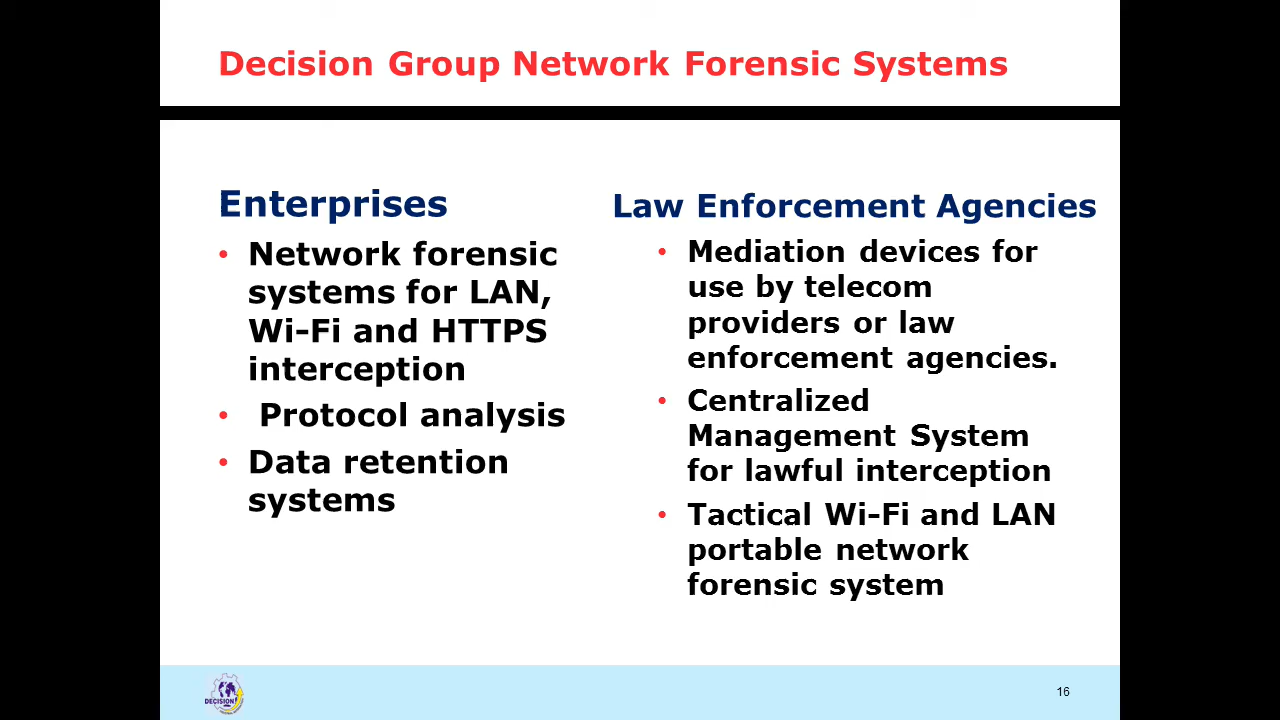 Decision Group Network Forensic Systems
Enterprises
• Network forensic
systems for LAN,
Wi-Fi and HTTPS
interception
• Protocol analysis
• Data retention
systems
Law Enforcement Agencies
• Mediation devices for
use by telecom
providers or law
enforcement agencies.
• Centralized
Management System
for lawful interception
• Tactical Wi-Fi and LAN
portable network
forensic system
DECISION
16